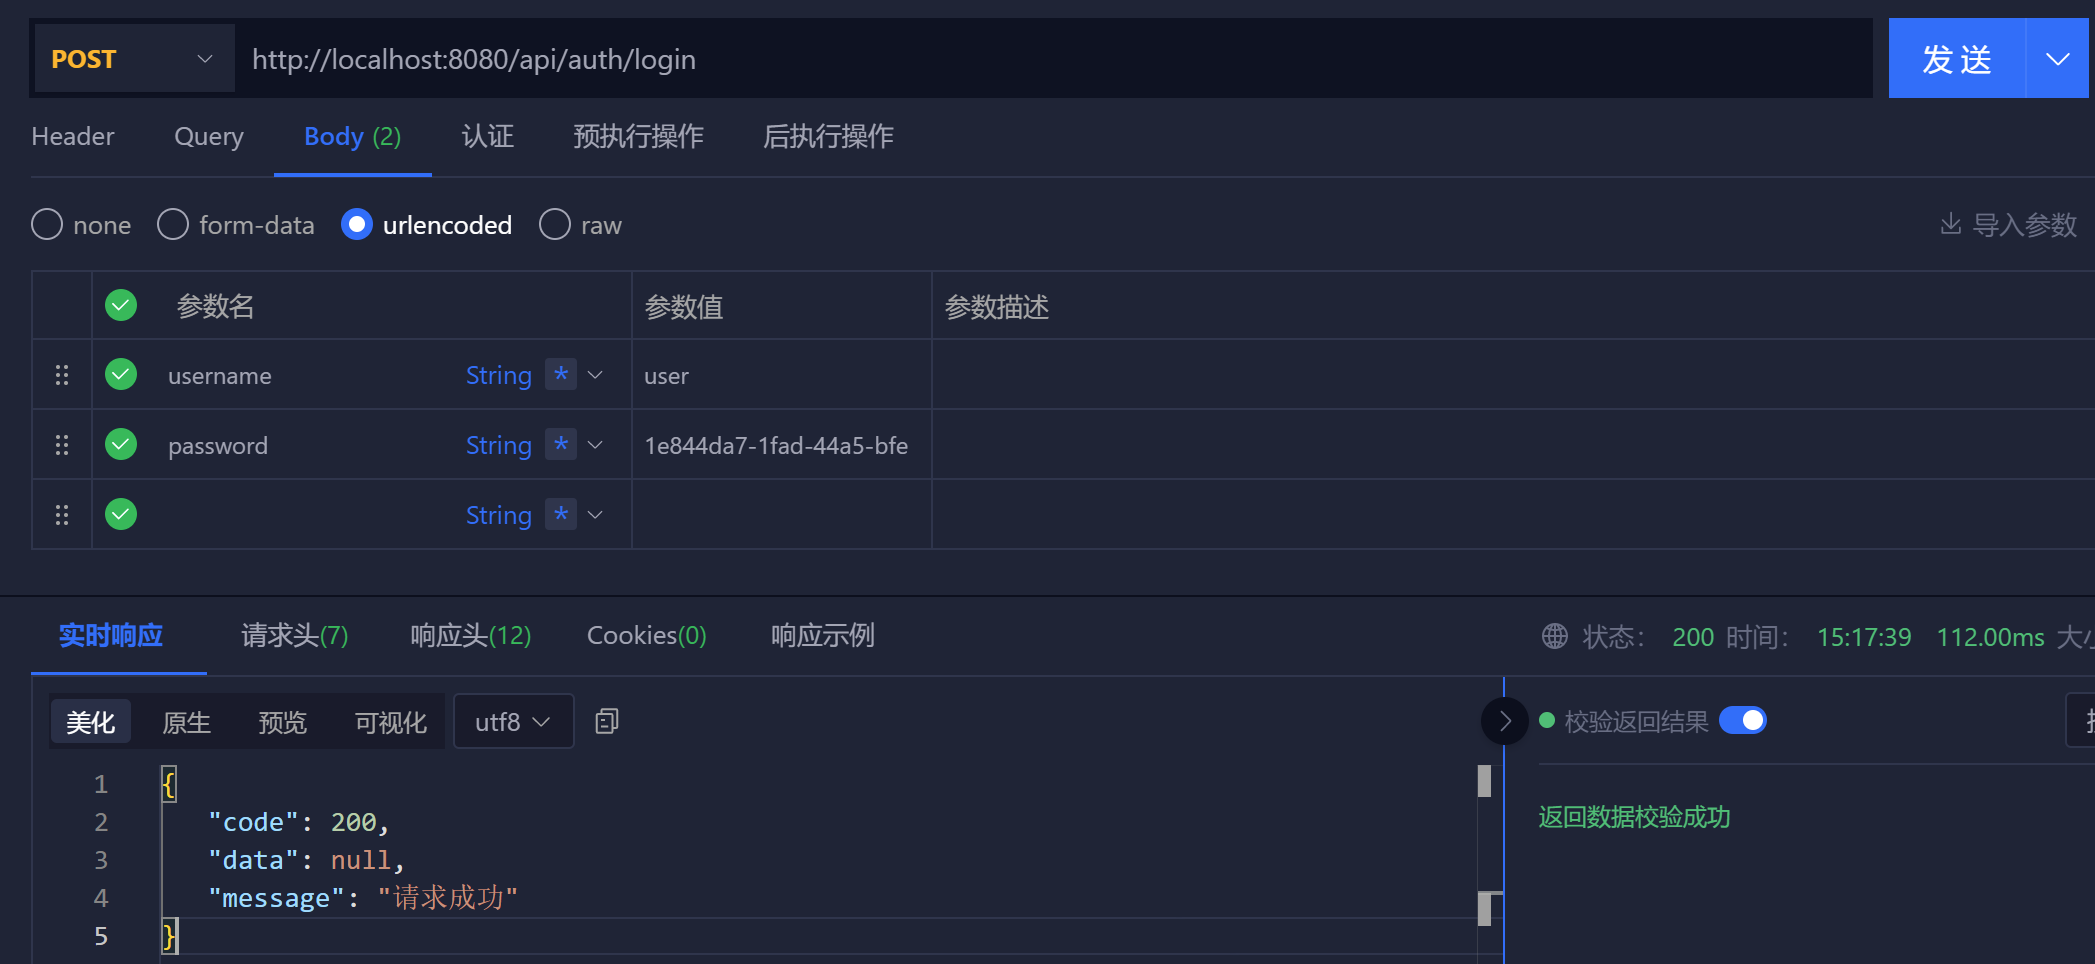 POST http://localhost:8080/api/auth/login 发送
Header Query Body (2) 认证 预执行操作 后执行操作
none form-data urlencoded raw 导入参数
参数名 参数值 参数描述
username String * user
password String * 1e844da7-1fad-44a5-bfe
String *
实时响应 请求头(7) 响应头(12) Cookies(0) 响应示例 状态: 200 时间: 15:17:39 112.00ms 大
美化 原生 预览 可视化 utf8 校验返回结果
1 {
2 "code": 200,
3 "data": null,
4 "message": "请求成功"
5 }
返回数据校验成功